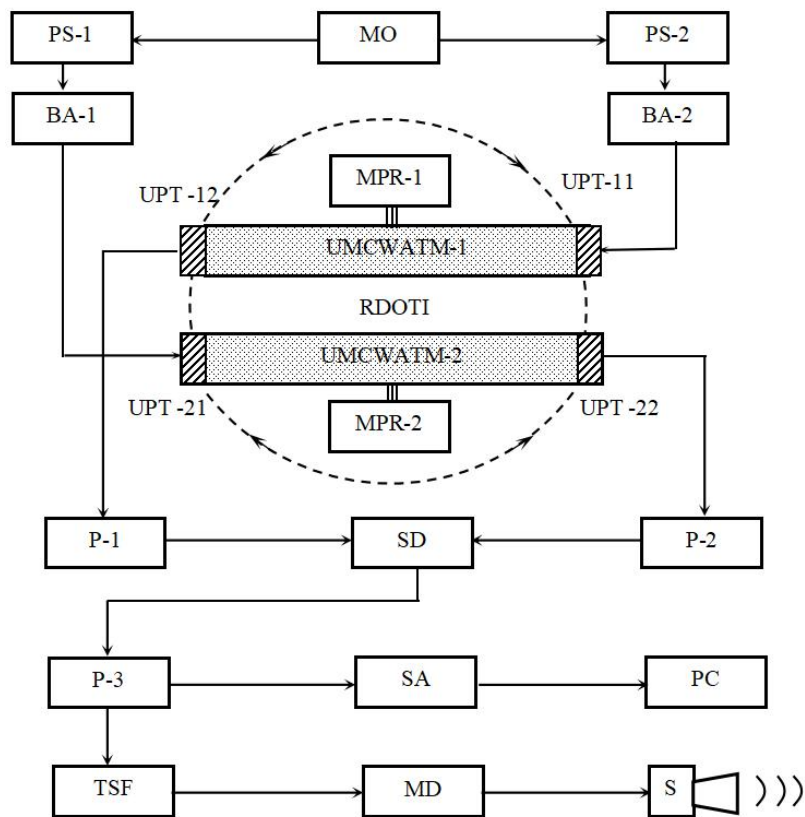 PS-1
MO
PS-2
BA-1
BA-2
MPR-1
UPT -12
UPT-11
UMCWATM-1
RDOTI
UMCWATM-2
UPT -21
MPR-2
UPT -22
P-1
SD
P-2
P-3
SA
PC
TSF
MD
S